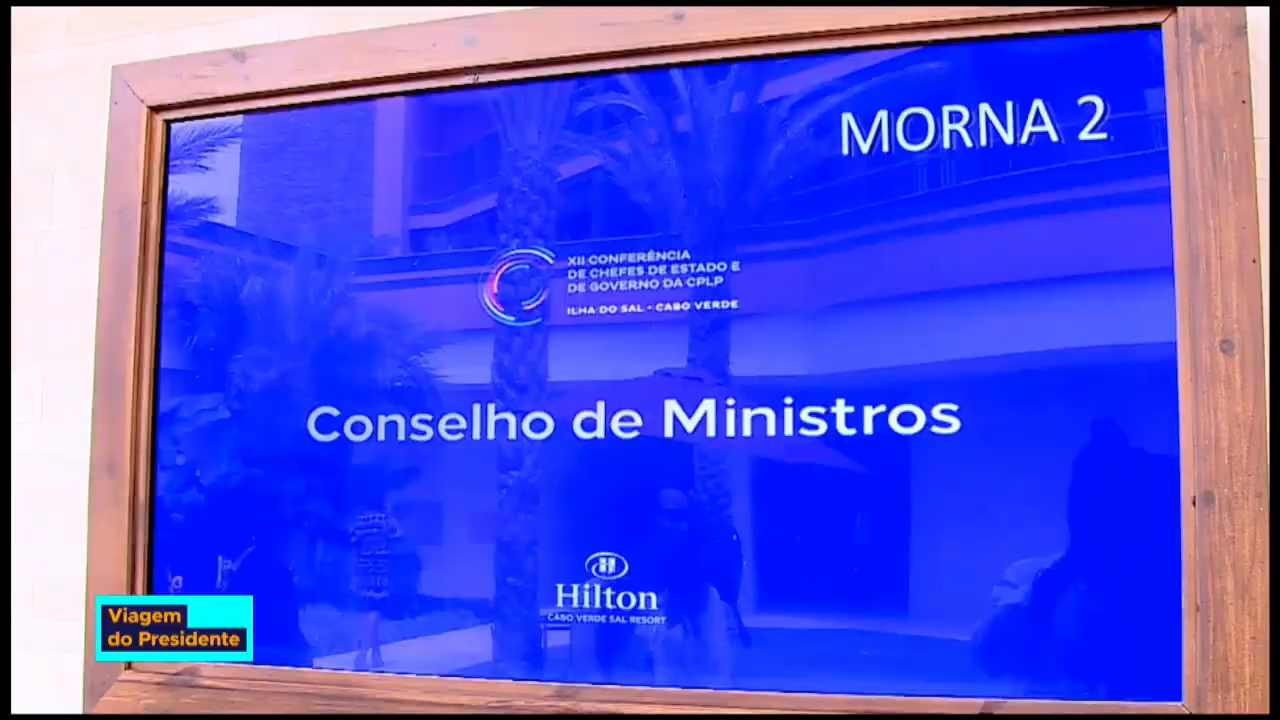 MORNA 2
XII CONFERÊNCIA
DE CHEFES DE ESTADO E
DE GOVERNO DA CPLP
ILHA DO SAL - CABO VERDE
Conselho de Ministros
H
Hilton
CABO VERDE SAL RESORT
Viagem
do Presidente